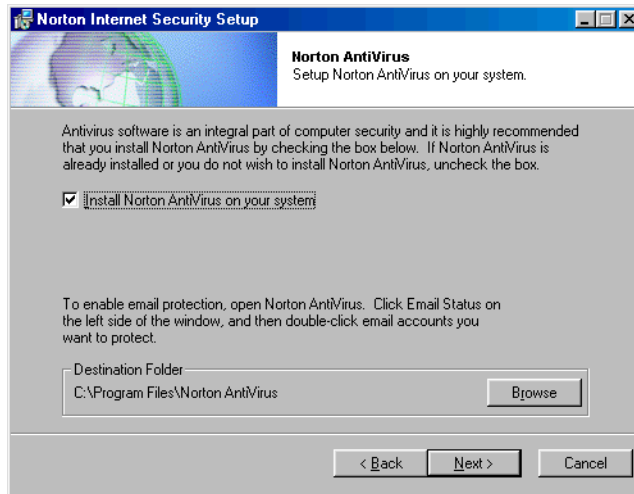 Norton Internet Security Setup
Norton AntiVirus
Setup Norton AntiVirus on your system.
Antivirus software is an integral part of computer security and it is highly recommended
that you install Norton AntiVirus by checking the box below. If Norton AntiVirus is
already installed or you do not wish to install Norton AntiVirus, uncheck the box.
Install Norton AntiVirus on your system
To enable email protection, open Norton AntiVirus. Click Email Status on
the left side of the window, and then double-click email accounts you
want to protect.
Destination Folder
C:\Program Files\Norton AntiVirus
Browse
< Back
Next >
Cancel